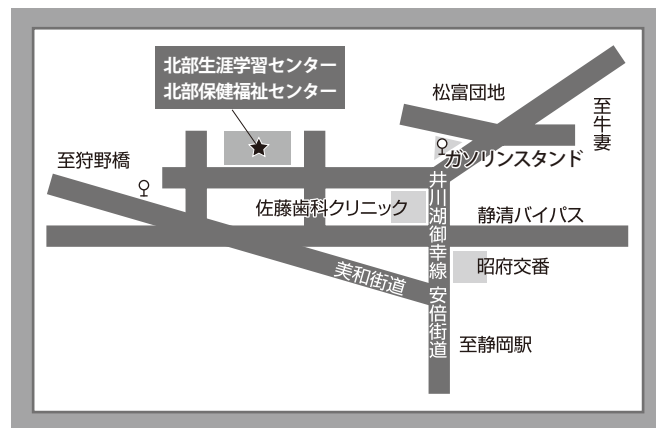 北部生涯学習センター
北部保健福祉センター
松富団地
至牛妻
至狩野橋
ガソリンスタンド
佐藤歯科クリニック
井川湖御幸線
静清バイパス
昭府交番
美和街道
安倍街道
至静岡駅